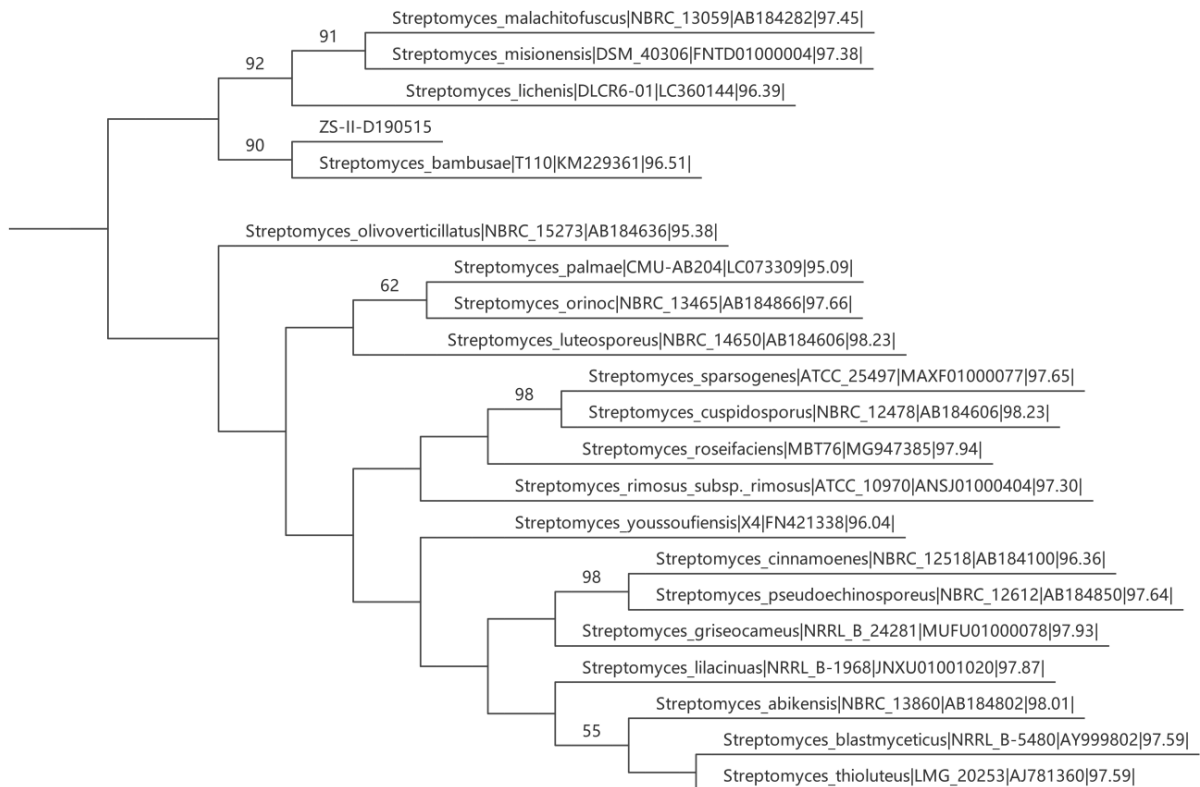 Streptomyces_malachitofuscus|NBRC_13059|AB184282|97.45|
91
Streptomyces_misionensis|DSM_40306|FNTD01000004|97.38|
92
Streptomyces_lichenis|DLCR6-01|LC360144|96.39|
ZS-II-D190515
90
Streptomyces_bambusae|T110|KM229361|96.51|
Streptomyces_olivoverticillatus|NBRC_15273|AB184636|95.38|
Streptomyces_palmae|CMU-AB204|LC073309|95.09|
62
Streptomyces_orinoc|NBRC_13465|AB184866|97.66|
Streptomyces_luteosporeus|NBRC_14650|AB184606|98.23|
Streptomyces_sparsogenes|ATCC_25497|MAXF01000077|97.65|
98
Streptomyces_cuspidosporus|NBRC_12478|AB184606|98.23|
Streptomyces_roseifaciens|MBT76|MG947385|97.94|
Streptomyces_rimosus_subsp._rimosus|ATCC_10970|ANSJ01000404|97.30|
Streptomyces_youssoufiensis|X4|FN421338|96.04|
Streptomyces_cinnamoenes|NBRC_12518|AB184100|96.36|
98
Streptomyces_pseudoechinosporeus|NBRC_12612|AB184850|97.64|
Streptomyces_griseocameus|NRRL_B_24281|MUFU01000078|97.93|
Streptomyces_lilacinuas|NRRL_B-1968|JNXU01001020|97.87|
Streptomyces_abikensis|NBRC_13860|AB184802|98.01|
55
Streptomyces_blastmyceticus|NRRL_B-5480|AY999802|97.59|
Streptomyces_thioluteus|LMG_20253|AJ781360|97.59|